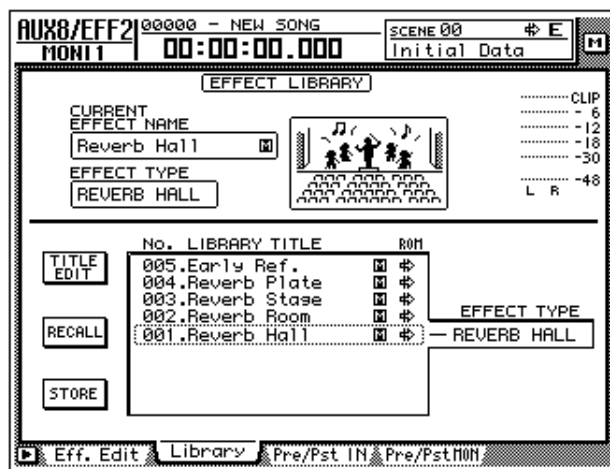 AUX8/EFF2
MONI 1
00000 - NEW SONG
00:00:00.000
SCENE 00 E
Initial Data
M
EFFECT LIBRARY
CURRENT
EFFECT NAME
Reverb Hall M
EFFECT TYPE
REVERB HALL
CLIP
- 6
-12
-18
-30
-48
L R
No. LIBRARY TITLE ROM
005.Early Ref. M
004.Reverb Plate M
003.Reverb Stage M
002.Reverb Room M
001.Reverb Hall M
TITLE
EDIT
RECALL
STORE
EFFECT TYPE
REVERB HALL
Eff. Edit Library Pre/Pst IN Pre/PstMON